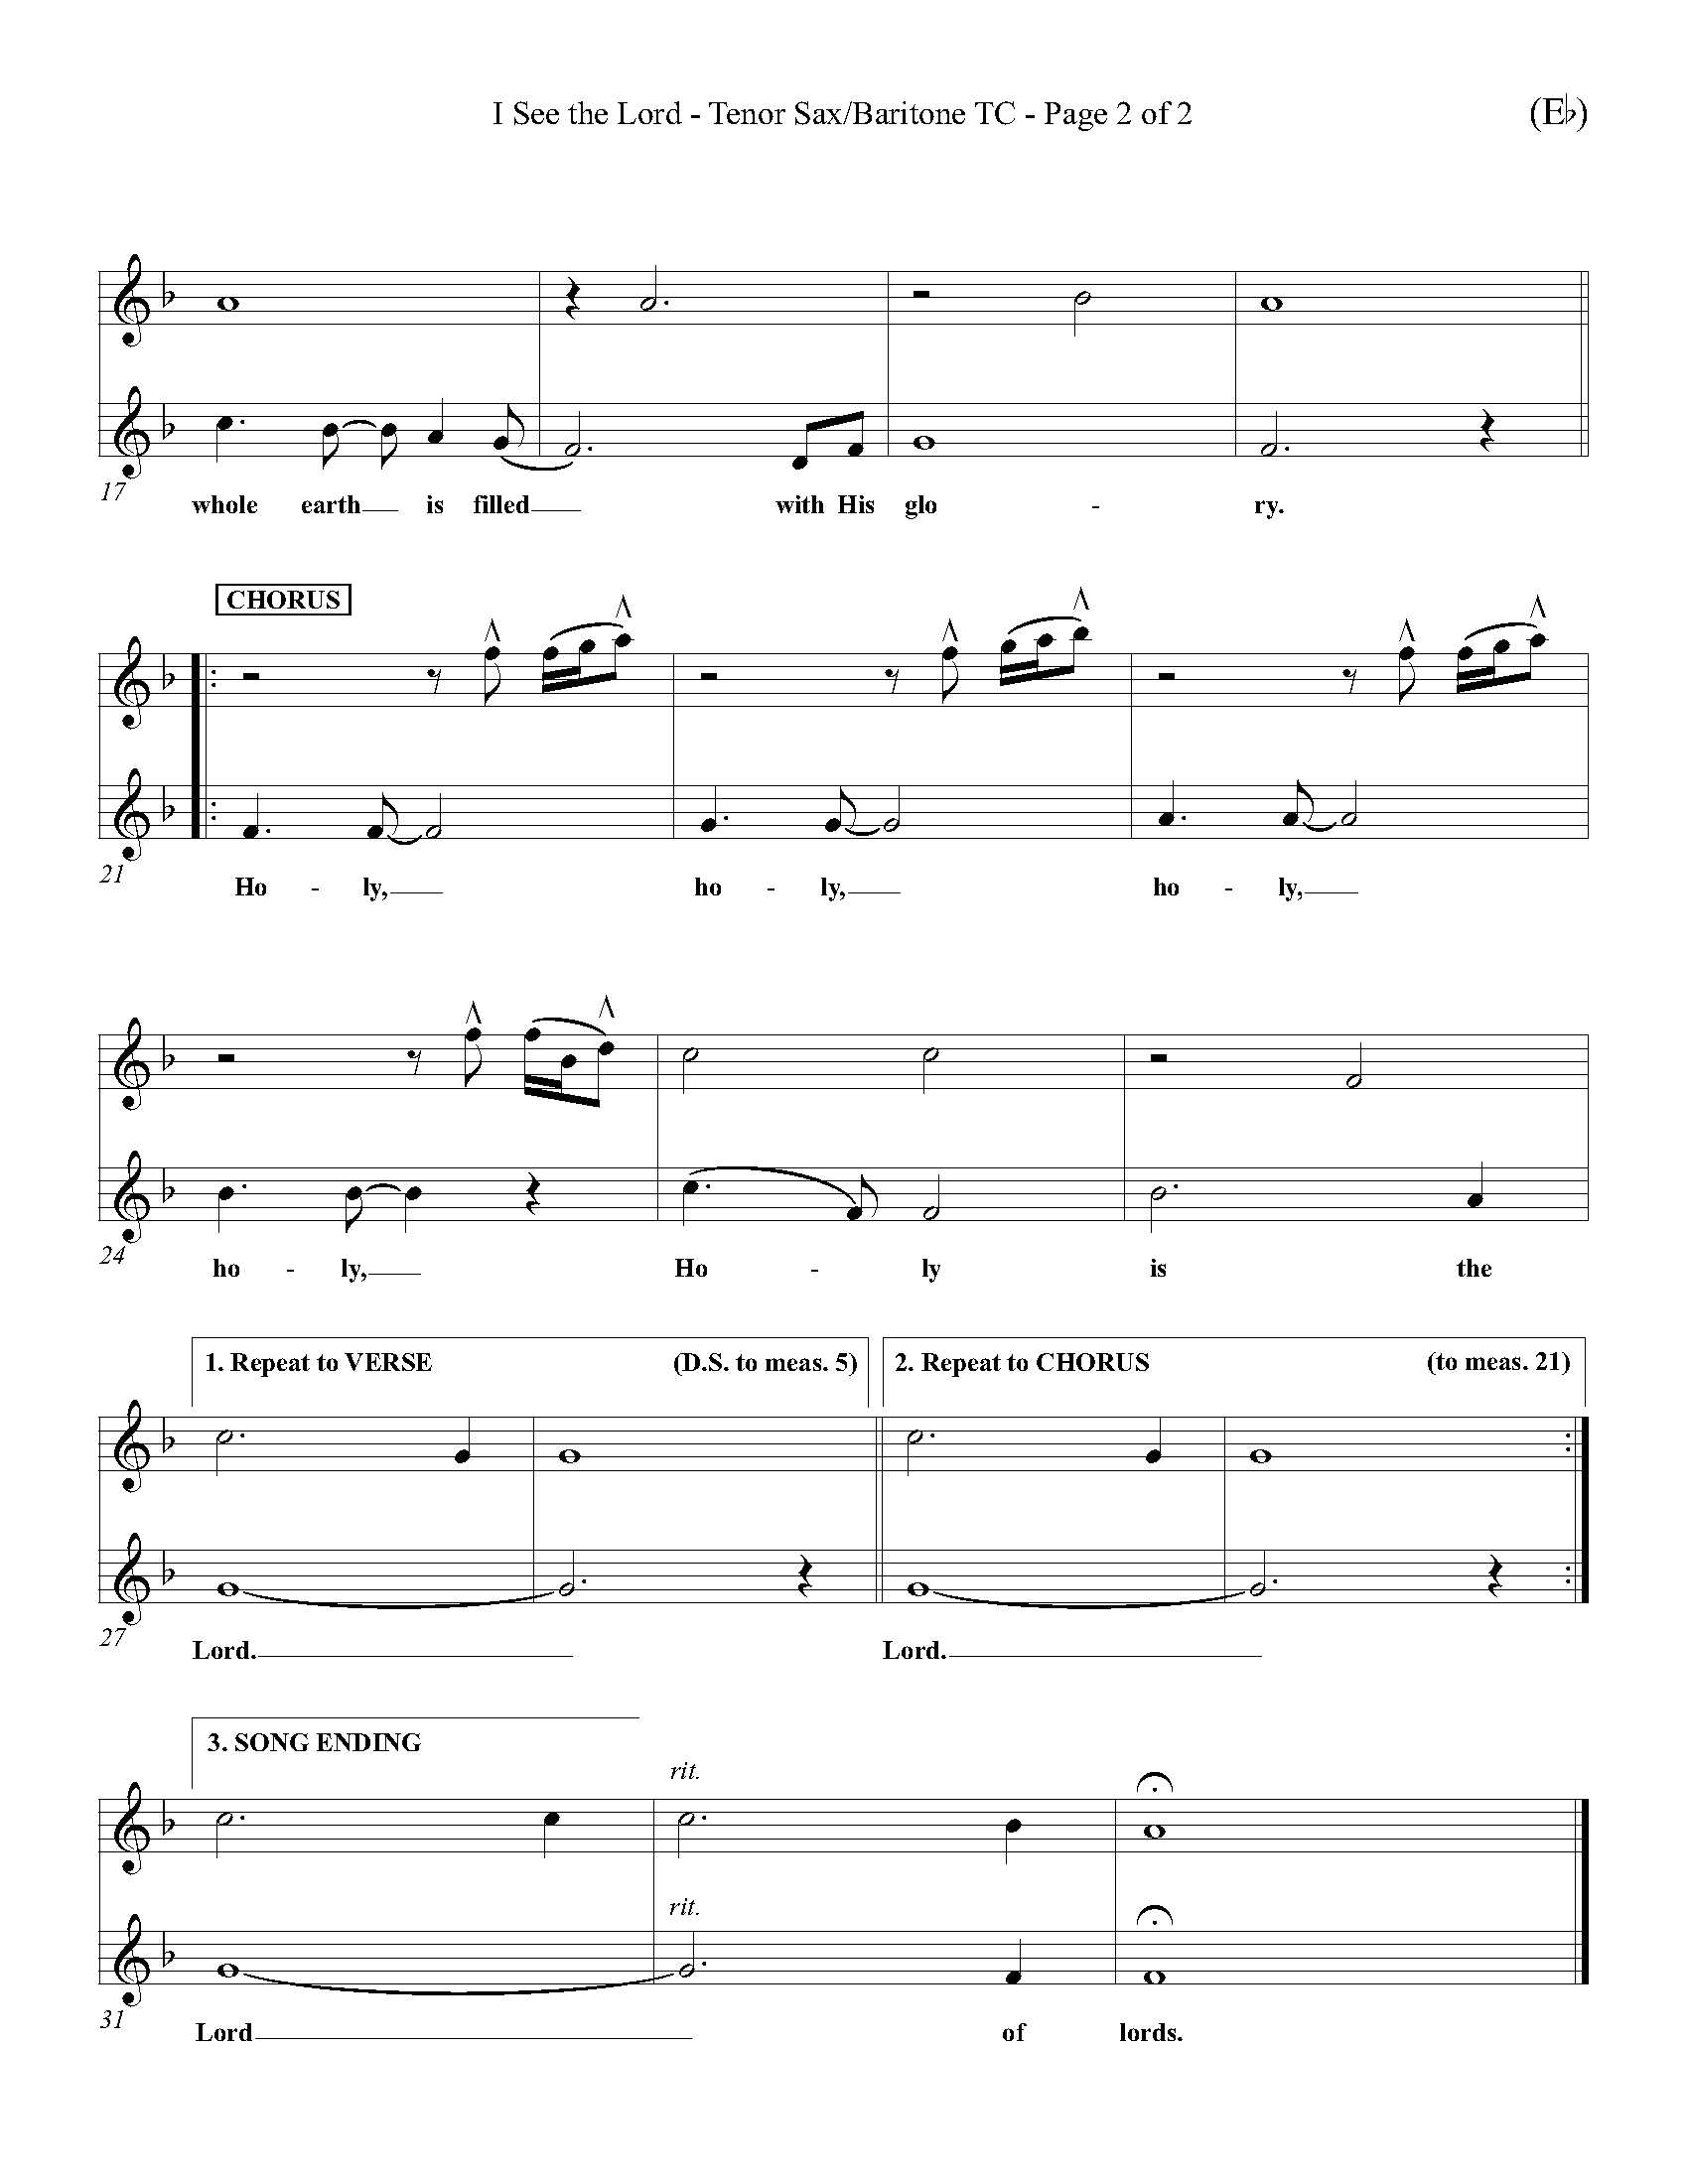 I See the Lord - Tenor Sax/Baritone TC - Page 2 of 2
(E♭)
17
whole earth is filled with His glo - ry.
CHORUS
21
Ho - ly, ho - ly, ho - ly,
24
ho - ly, Ho - ly is the
1. Repeat to VERSE (D.S. to meas. 5) 2. Repeat to CHORUS (to meas. 21)
27
Lord. Lord.
3. SONG ENDING
rit.
rit.
31
Lord of lords.